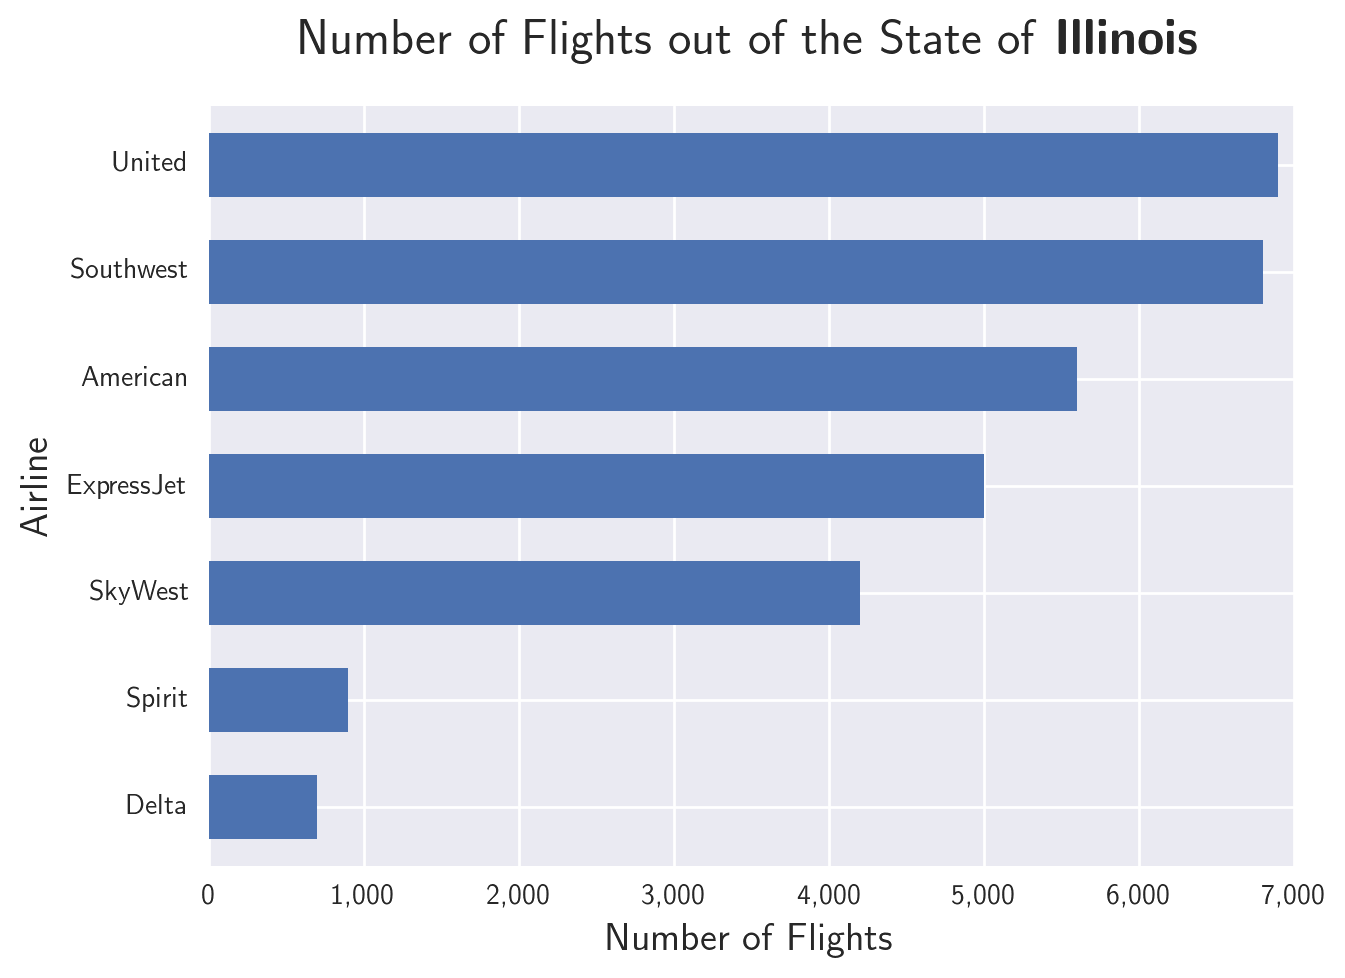 Number of Flights out of the State of Illinois
United
Southwest
American
ExpressJet
SkyWest
Spirit
Delta
Airline
0 1,000 2,000 3,000 4,000 5,000 6,000 7,000
Number of Flights